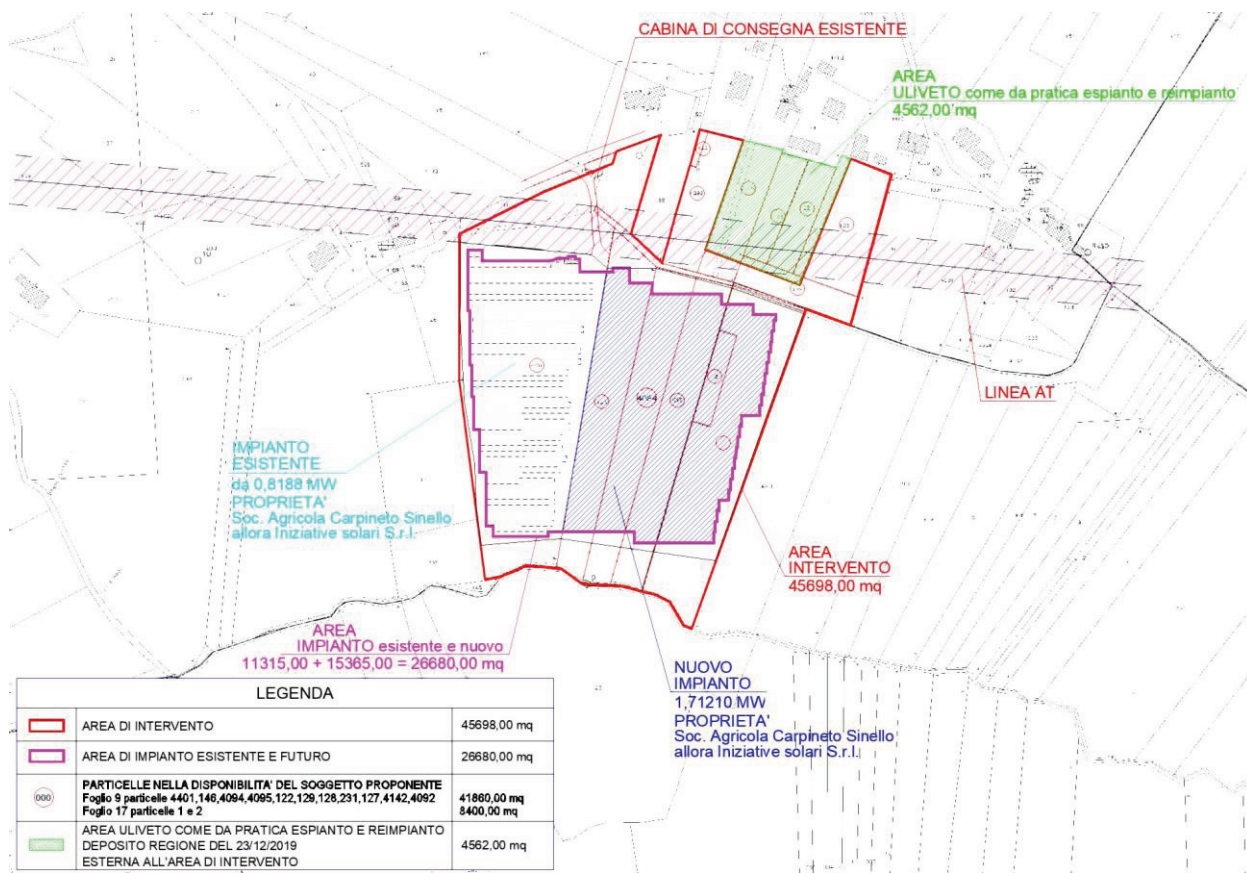 CABINA DI CONSEGNA ESISTENTE
AREA
ULIVETO come da pratica espianto e reimpianto
4562,00 mq
LINEA AT
IMPIANTO
ESISTENTE
da 0,8188 MW
PROPRIETA'
Soc. Agricola Carpineto Sinello
allora Iniziative solari S.r.l.
4094
AREA
INTERVENTO
45698,00 mq
AREA
IMPIANTO esistente e nuovo
11315,00 + 15365,00 = 26680,00 mq
NUOVO
IMPIANTO
1,71210 MW
PROPRIETA'
Soc. Agricola Carpineto Sinello
allora Iniziative solari S.r.l.
LEGENDA
AREA DI INTERVENTO 45698,00 mq
AREA DI IMPIANTO ESISTENTE E FUTURO 26680,00 mq
000 PARTICELLE NELLA DISPONIBILITA' DEL SOGGETTO PROPONENTE
Foglio 9 particelle 4401,146,4094,4095,122,129,128,231,127,4142,4092 41860,00 mq
Foglio 17 particelle 1 e 2 8400,00 mq
AREA ULIVETO COME DA PRATICA ESPIANTO E REIMPIANTO
DEPOSITO REGIONE DEL 23/12/2019 4562,00 mq
ESTERNA ALL'AREA DI INTERVENTO